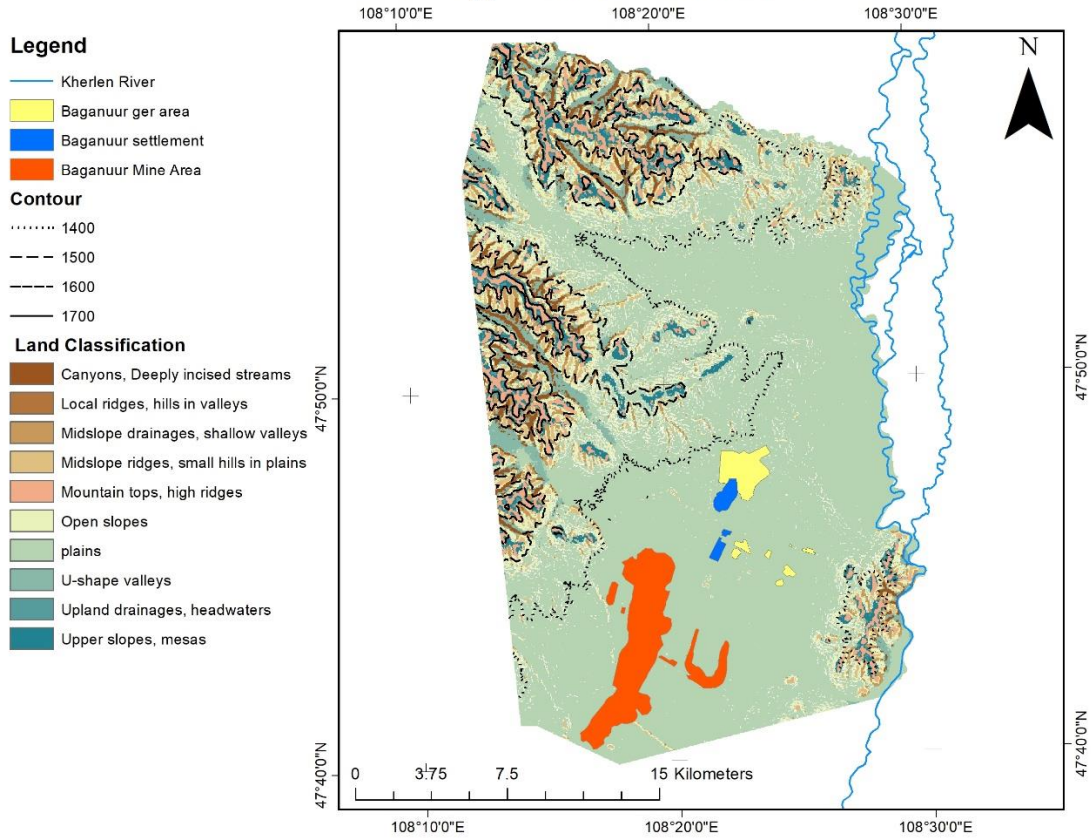 108°10'0"E
108°20'0"E
108°30'0"E
Legend
Kherlen River
Baganuur ger area
Baganuur settlement
Baganuur Mine Area
Contour
1400
1500
1600
1700
Land Classification
Canyons, Deeply incised streams
Local ridges, hills in valleys
Midslope drainages, shallow valleys
Midslope ridges, small hills in plains
Mountain tops, high ridges
Open slopes
plains
U-shape valleys
Upland drainages, headwaters
Upper slopes, mesas
N
47°50'0"N
47°50'0"N
47°40'0"N
47°40'0"N
0 3.75 7.5 15 Kilometers
108°10'0"E
108°20'0"E
108°30'0"E